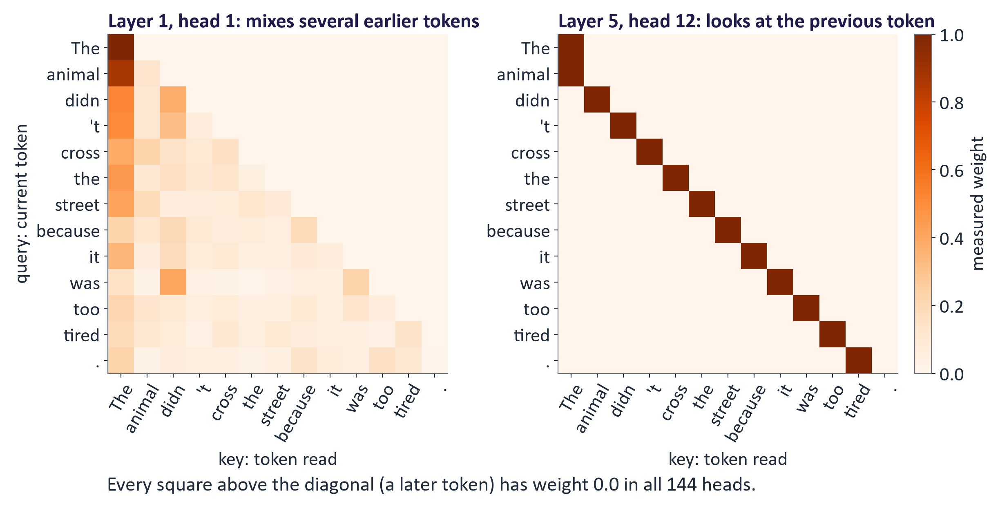 Layer 1, head 1: mixes several earlier tokens
The
animal
didn
't
cross
the
street
because
it
was
too
tired
.
query: current token
The
animal
didn
't
cross
the
street
because
it
was
too
tired
.
key: token read
Layer 5, head 12: looks at the previous token
The
animal
didn
't
cross
the
street
because
it
was
too
tired
.
The
animal
didn
't
cross
the
street
because
it
was
too
tired
.
key: token read
1.0
0.8
0.6
0.4
0.2
0.0
measured weight
Every square above the diagonal (a later token) has weight 0.0 in all 144 heads.